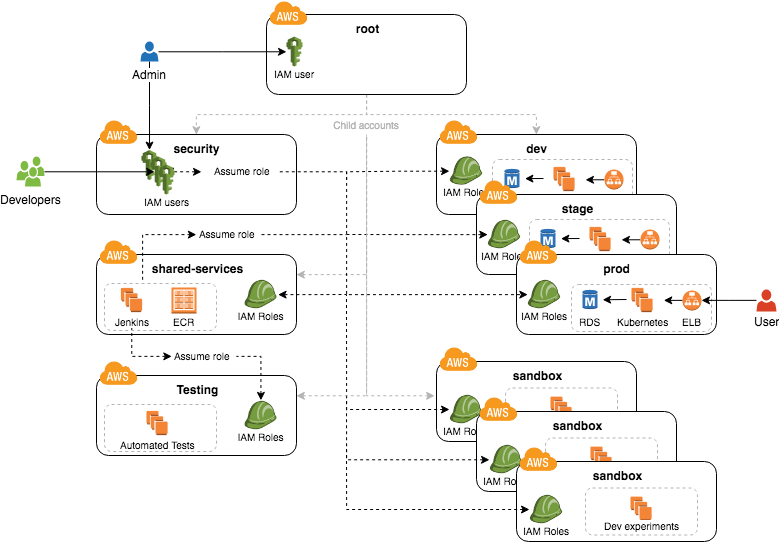 AWS
root
IAM user
Admin
Child accounts
AWS
security
Assume role
IAM users
Developers
AWS
dev
IAM Roles
M
AWS
stage
IAM Roles
M
Assume role
AWS
shared-services
Jenkins
ECR
IAM Roles
AWS
prod
IAM Roles
M
RDS
Kubernetes
ELB
User
Assume role
AWS
Testing
Automated Tests
IAM Roles
AWS
sandbox
IAM Ro
AWS
sandbox
IAM Ro
AWS
sandbox
IAM Roles
Dev experiments